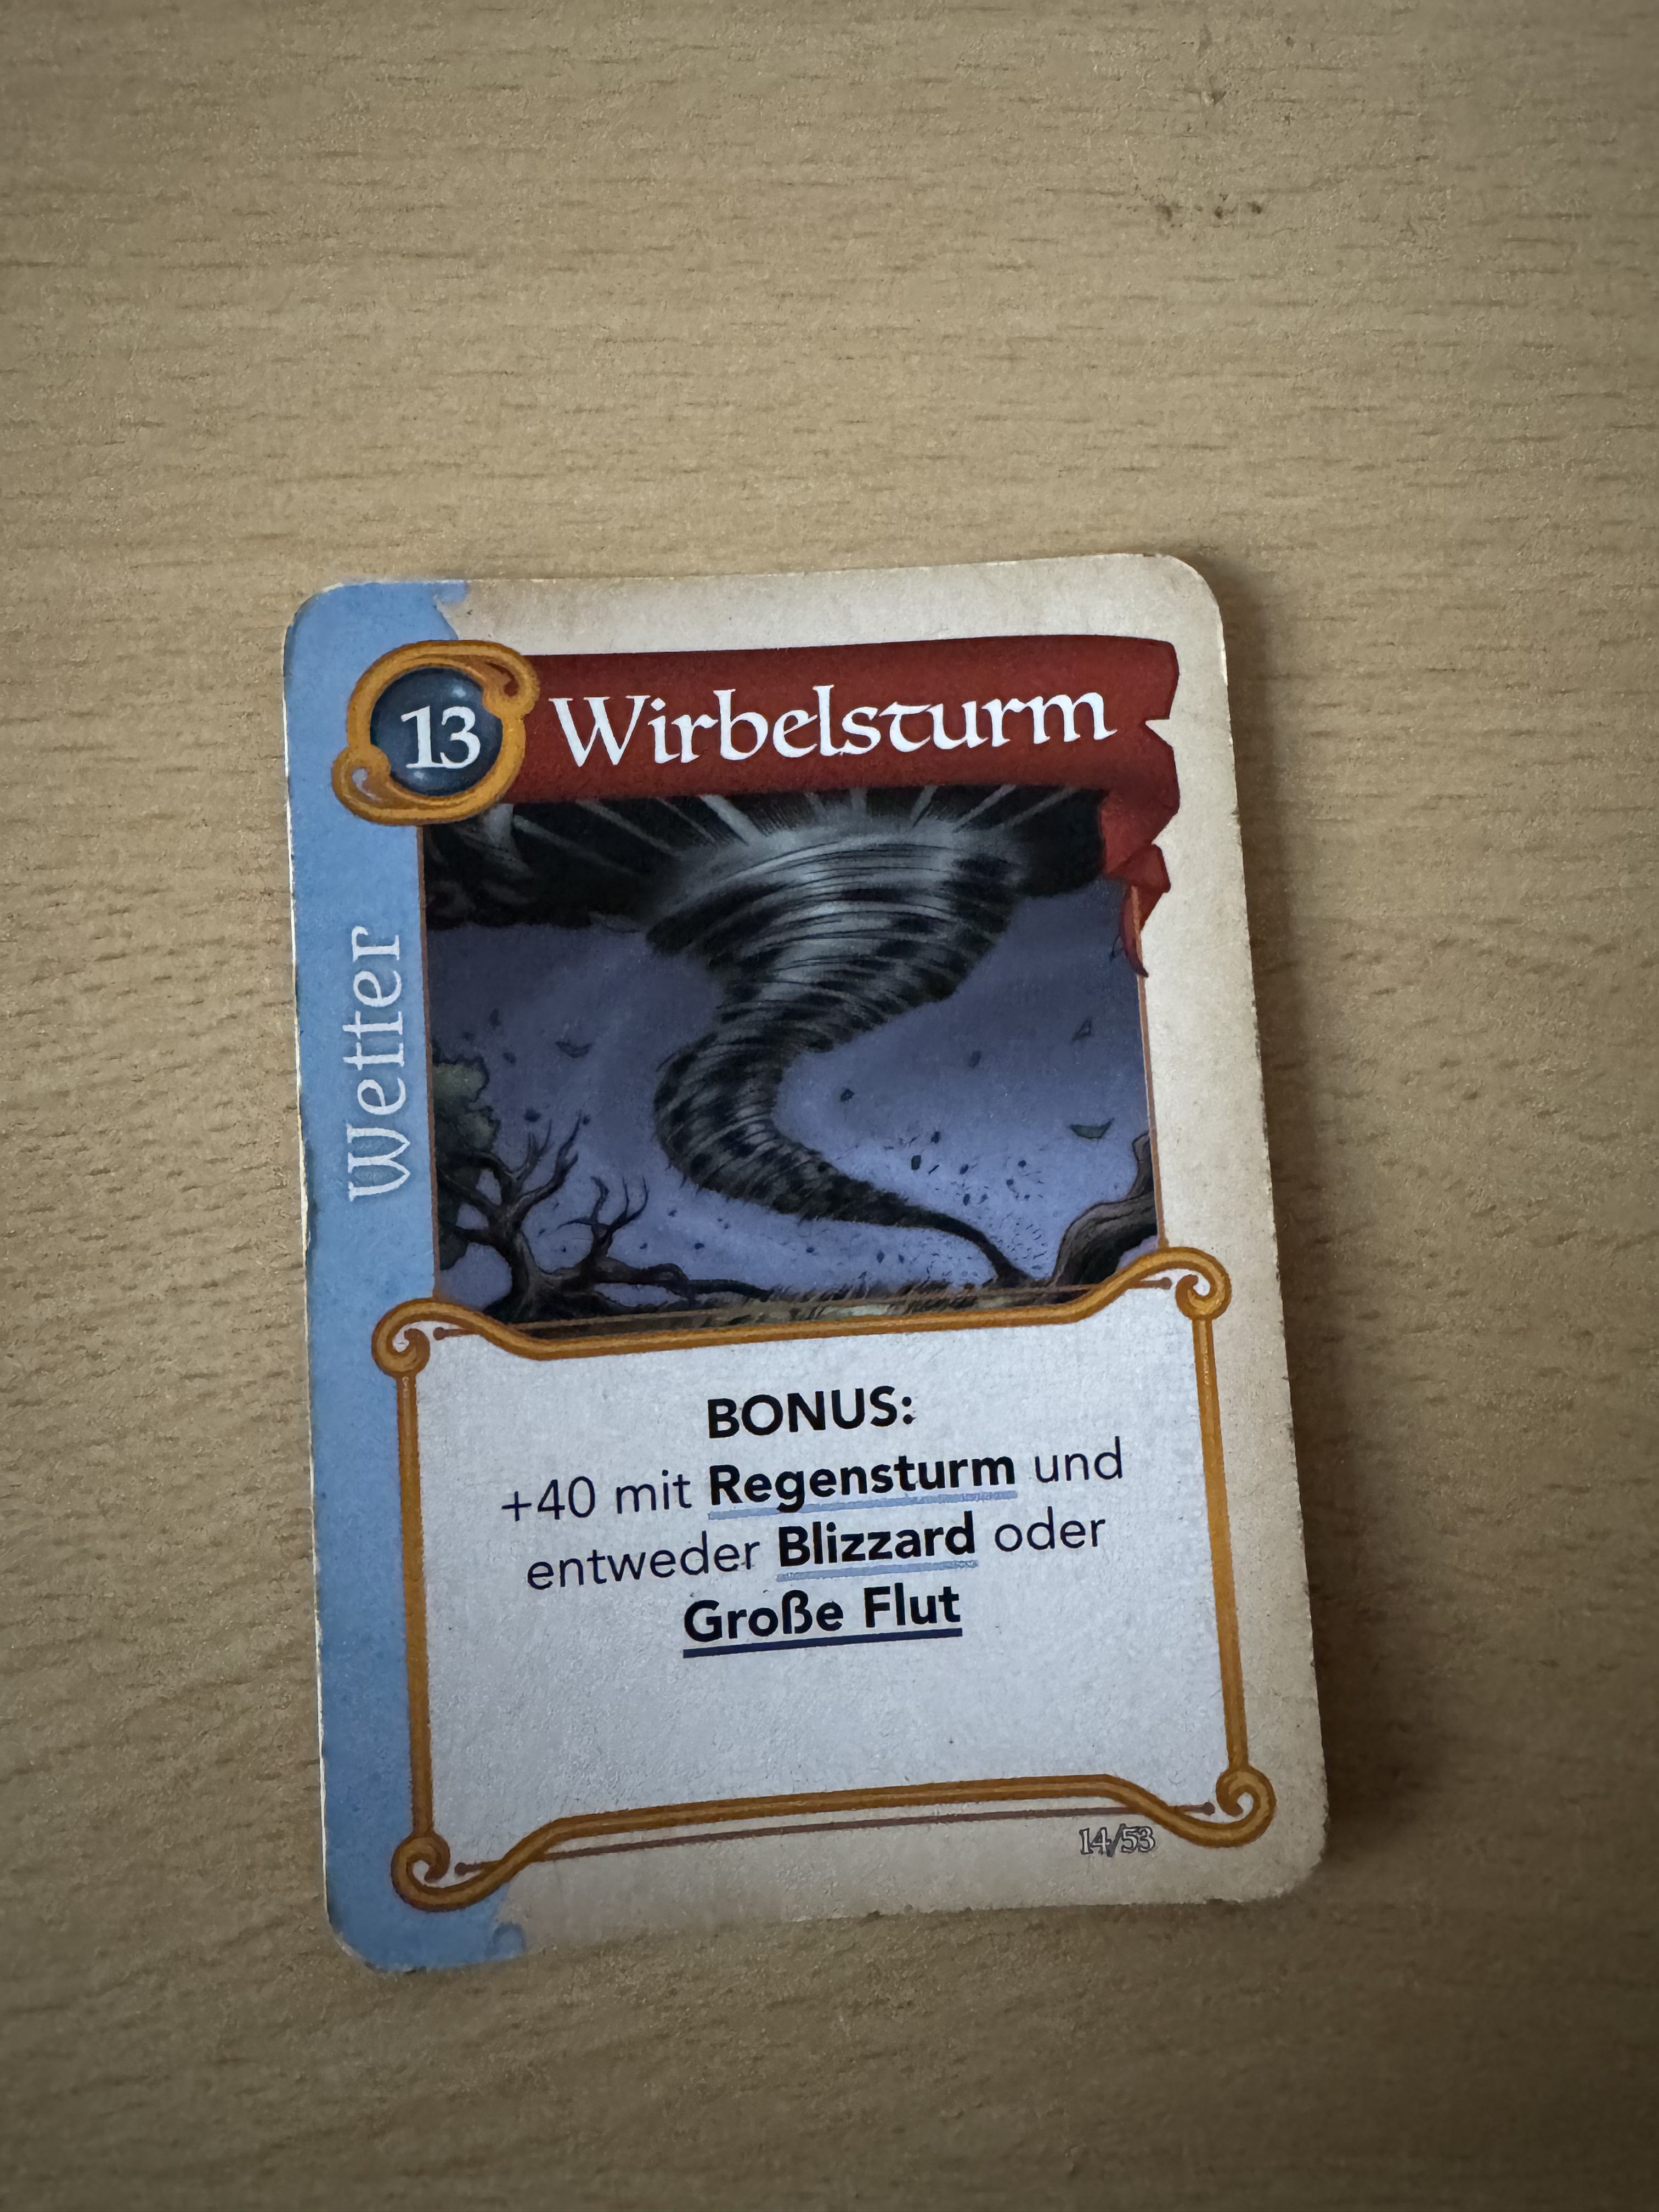 13
Wirbelsturm
Wetter
BONUS:
+40 mit Regensturm und
entweder Blizzard oder
Große Flut
14/53